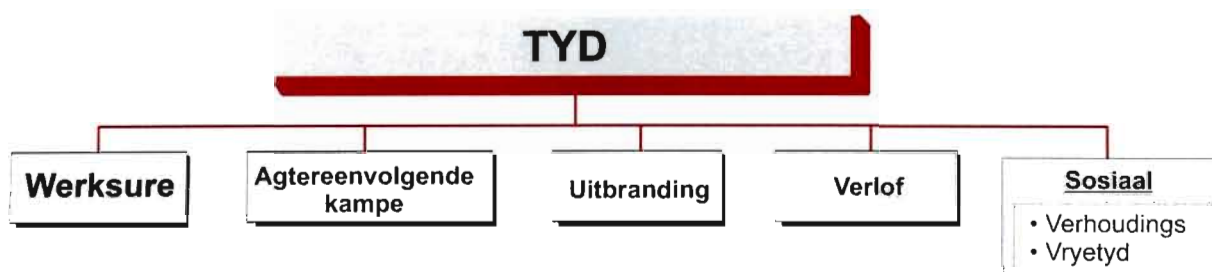 TYD
Werksure
Agtereenvolgende
kampe
Uitbranding
Verlof
Sosiaal
• Verhoudings
• Vryetyd